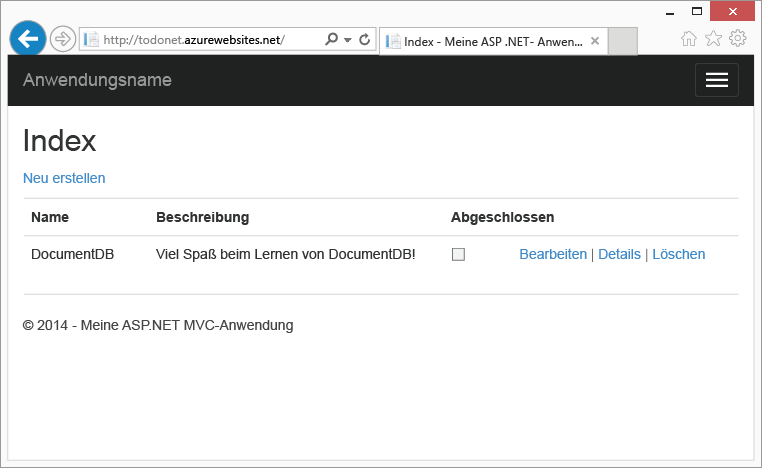 http://todonet.azurewebsites.net/
Index - Meine ASP .NET- Anwen...
Anwendungsname
Index
Neu erstellen
Name Beschreibung Abgeschlossen
DocumentDB Viel Spaß beim Lernen von DocumentDB! Bearbeiten | Details | Löschen
© 2014 - Meine ASP.NET MVC-Anwendung